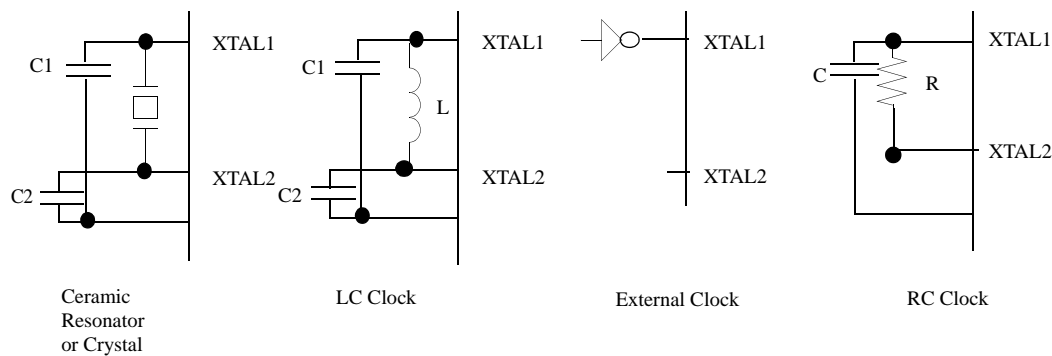 XTAL1
C1
XTAL2
C2
Ceramic
Resonator
or Crystal
XTAL1
C1
L
XTAL2
C2
LC Clock
XTAL1
XTAL2
External Clock
XTAL1
C
R
XTAL2
RC Clock